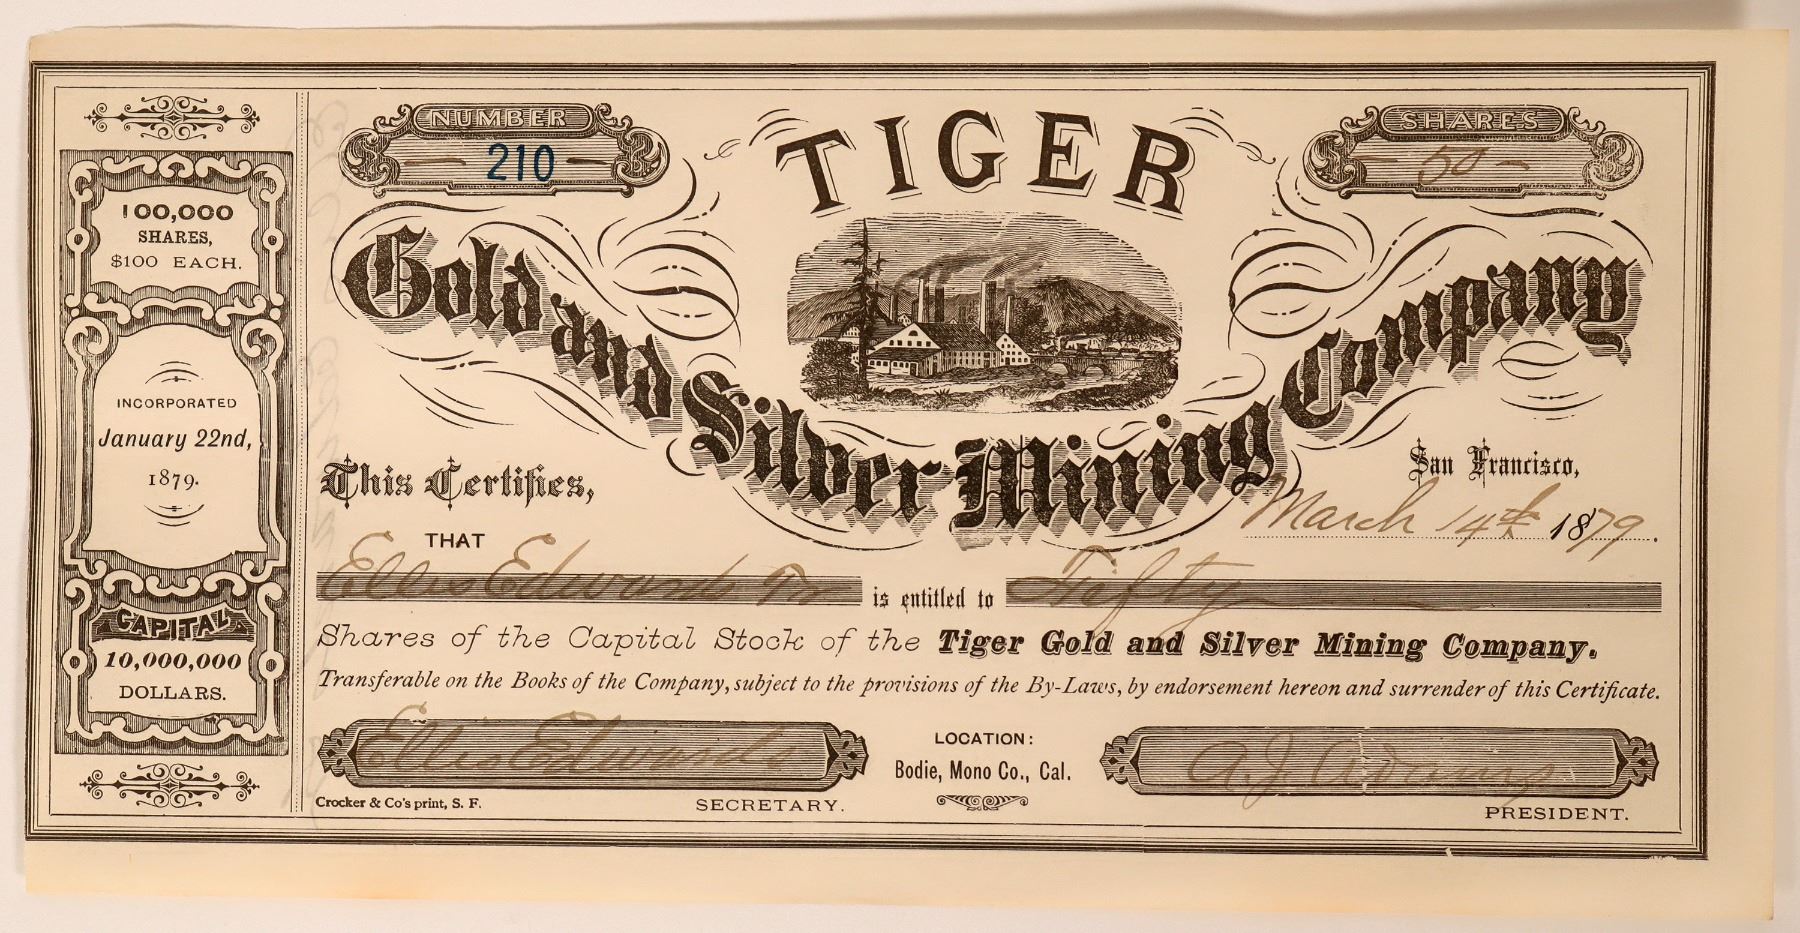 NUMBER
210
TIGER
SHARES
50
Gold and Silver Mining Company
100,000
SHARES,
$100 EACH.
INCORPORATED
January 22nd,
1879.
CAPITAL
10,000,000
DOLLARS.
This Certifies,
San Francisco,
March 14th 1879.
THAT
Ellis Edwards Tr is entitled to Fifty
Shares of the Capital Stock of the Tiger Gold and Silver Mining Company.
Transferable on the Books of the Company, subject to the provisions of the By-Laws, by endorsement hereon and surrender of this Certificate.
Ellis Edwards
LOCATION:
Bodie, Mono Co., Cal.
A. J. Adams
Crocker & Co's print, S. F.
SECRETARY.
PRESIDENT.